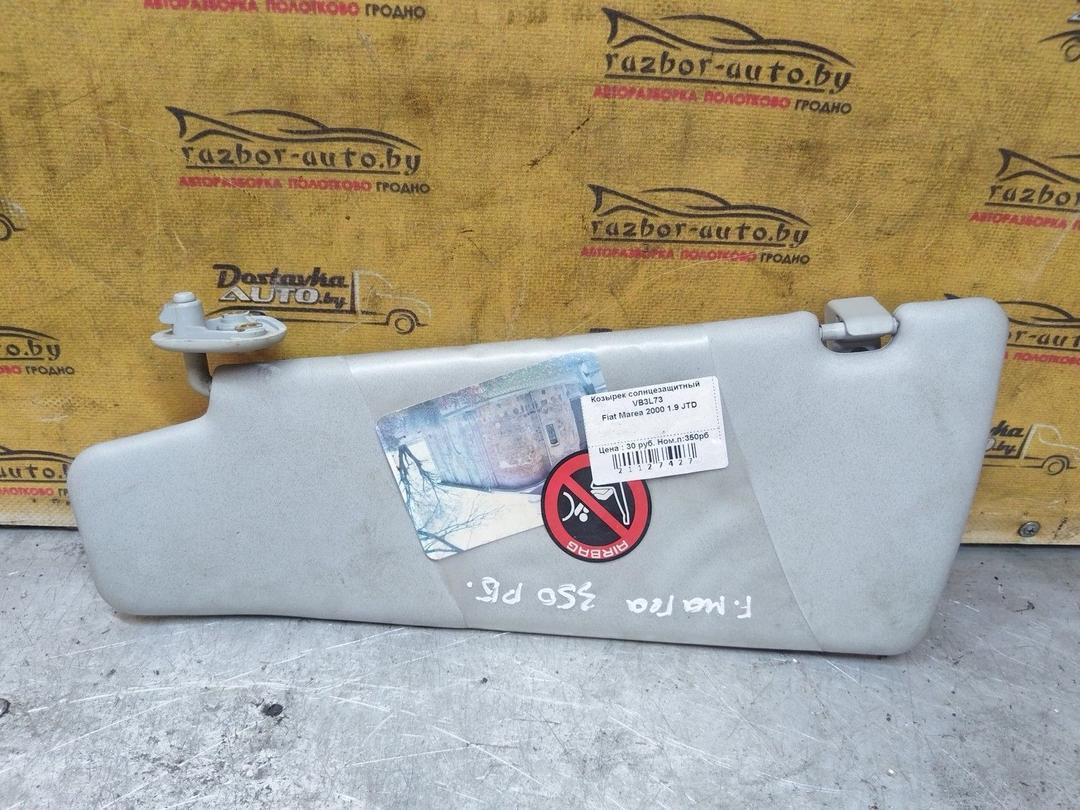 АВТОРАЗБОРКА ПОЛОТКОВО ГРОДНО
razbor-auto.by
АВТОРАЗБОРКА ПОЛОТКОВО ГРОДНО
razbor-auto.by
АВТОРАЗБОРКА ПОЛОТКОВО ГРОДНО
razbor-auto
АВТОРАЗБОРКА
razbor-auto.by
АВТОРАЗБОРКА ПОЛОТКОВО ГРОДНО
Dostavka
AUTO.by
uto.by
ГРОДНО
Козырек солнцезащитный
VB3L73
Fiat Marea 2000 1.9 JTD
Цена : 30 руб. Ном.п:350рб
21127427
AIRBAG
F. Marea 350 РБ.